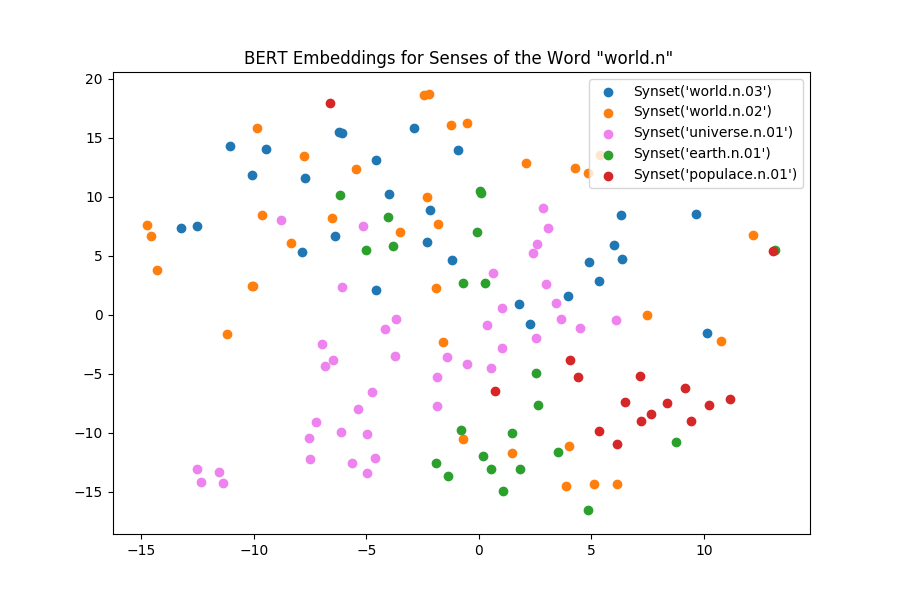 BERT Embeddings for Senses of the Word "world.n"
20
15
10
5
0
−5
−10
−15
Synset('world.n.03')
Synset('world.n.02')
Synset('universe.n.01')
Synset('earth.n.01')
Synset('populace.n.01')
−15 −10 −5 0 5 10